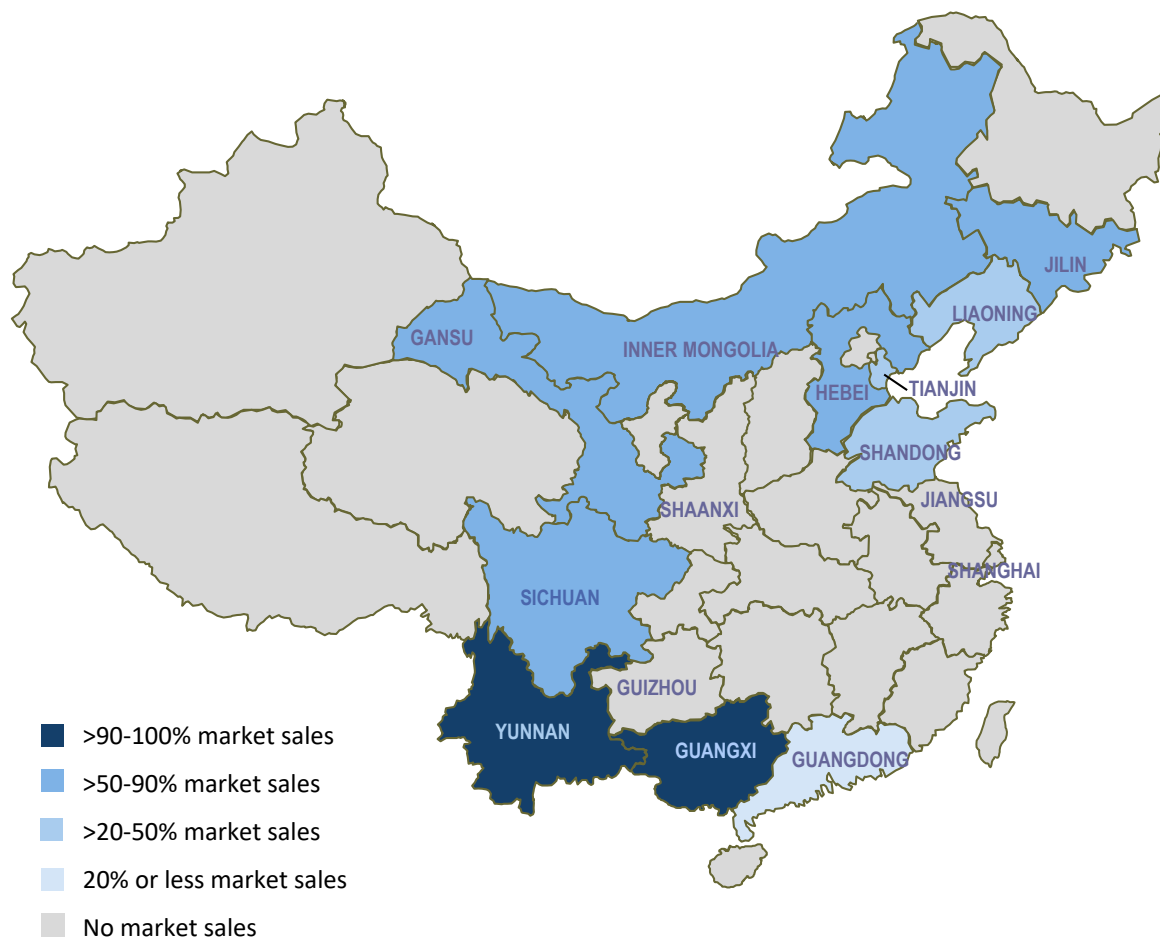 JILIN
LIAONING
GANSU
INNER MONGOLIA
TIANJIN
HEBEI
SHANDONG
JIANGSU
SHAANXI
SHANGHAI
SICHUAN
GUIZHOU
YUNNAN
GUANGXI
GUANGDONG
>90-100% market sales
>50-90% market sales
>20-50% market sales
20% or less market sales
No market sales